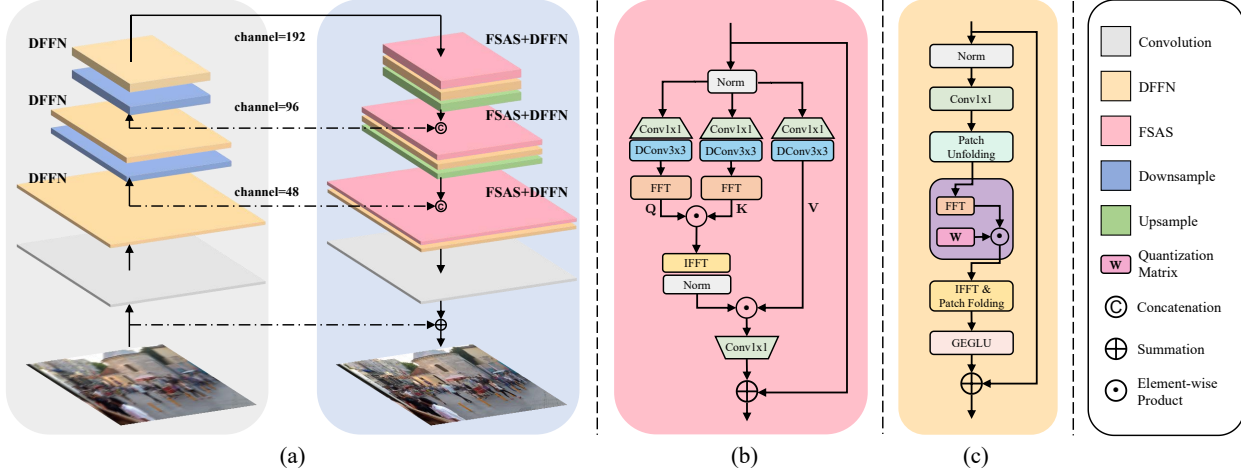 DFFN
channel=192
FSAS+DFFN
DFFN
channel=96
FSAS+DFFN
C
DFFN
channel=48
FSAS+DFFN
C
(a)
Norm
Conv1x1
Conv1x1
Conv1x1
DConv3x3
DConv3x3
DConv3x3
FFT
FFT
Q
K
V
IFFT
Norm
Conv1x1
(b)
Norm
Conv1x1
Patch
Unfolding
FFT
W
IFFT &
Patch Folding
GEGLU
(c)
Convolution
DFFN
FSAS
Downsample
Upsample
W
Quantization
Matrix
C
Concatenation
Summation
Element-wise
Product